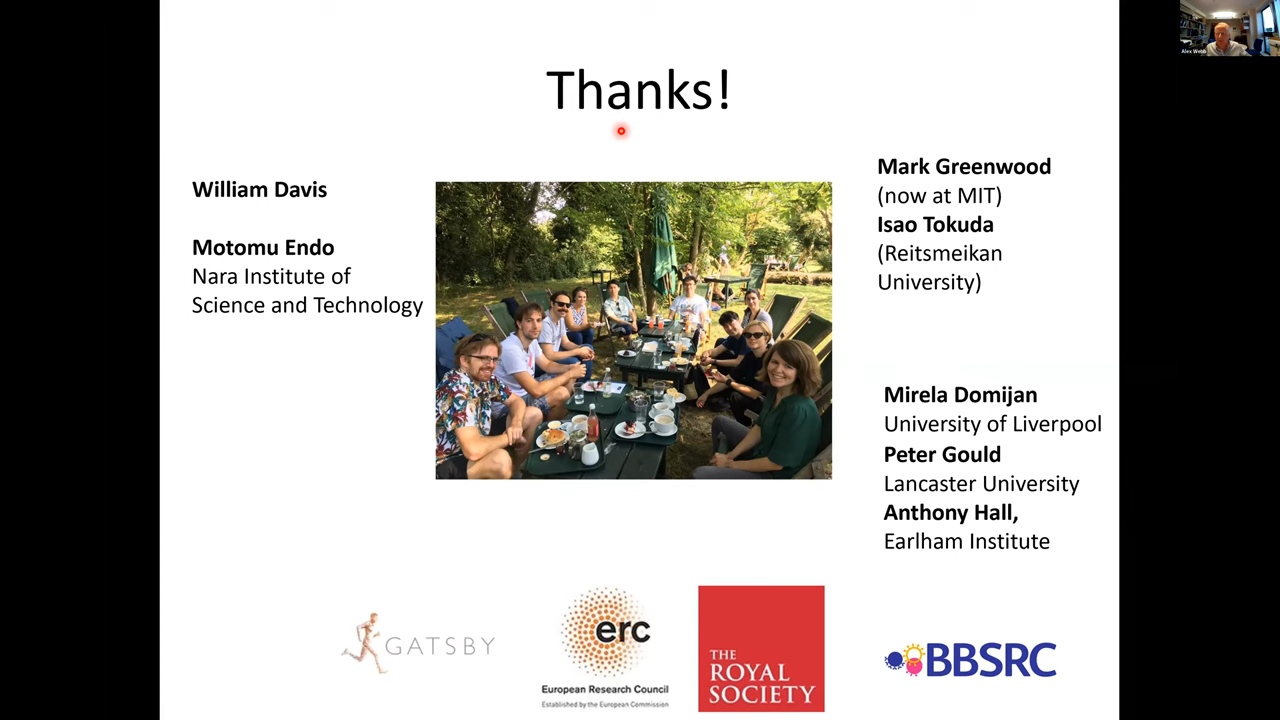 Thanks!
Alex Webb
William Davis
Motomu Endo
Nara Institute of
Science and Technology
Mark Greenwood
(now at MIT)
Isao Tokuda
(Reitsmeikan
University)
Mirela Domijan
University of Liverpool
Peter Gould
Lancaster University
Anthony Hall,
Earlham Institute
GATSBY
erc
European Research Council
Established by the European Commission
THE
ROYAL
SOCIETY
BBSRC